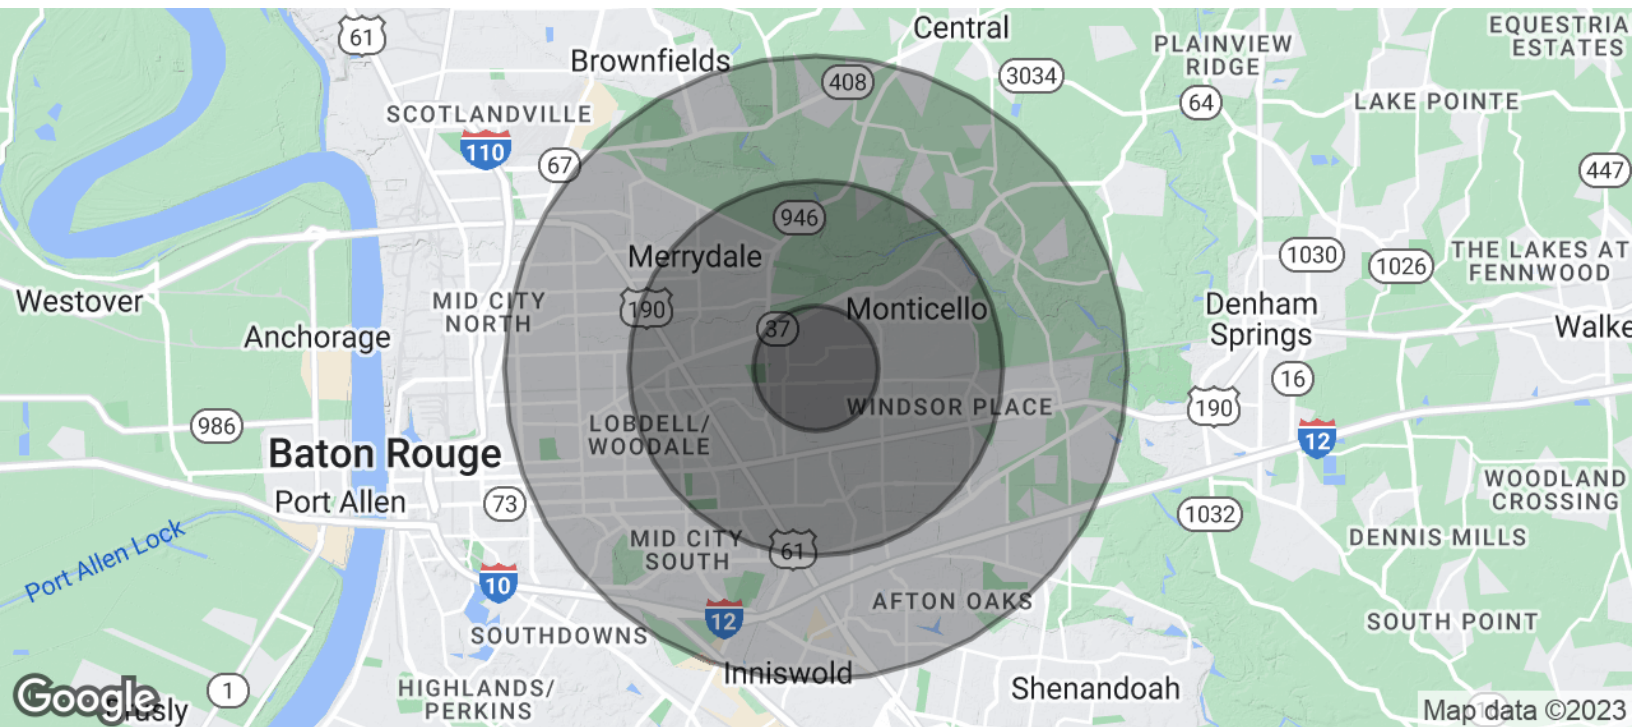 Central
EQUESTRIA
ESTATES
61
PLAINVIEW
RIDGE
Brownfields
408
3034
64
LAKE POINTE
SCOTLANDVILLE
110
67
447
946
Merrydale
THE LAKES AT
FENNWOOD
1030
1026
Westover
MID CITY
NORTH
190
Monticello
Denham
Springs
Walke
Anchorage
37
16
190
WINDSOR PLACE
986
LOBDELL/
WOODALE
12
Baton Rouge
Port Allen
73
WOODLAND
CROSSING
1032
DENNIS MILLS
MID CITY
SOUTH
61
Port Allen Lock
10
AFTON OAKS
12
SOUTH POINT
SOUTHDOWNS
Inniswold
Shenandoah
1
HIGHLANDS/
PERKINS
Google
Brusly
Map data ©2023